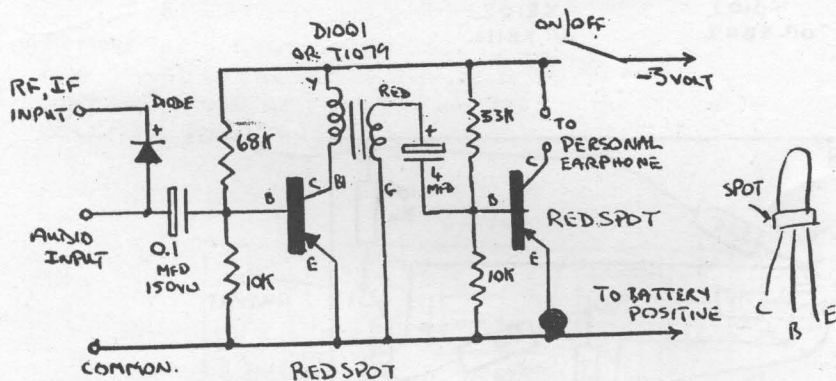 D1001
OR T1079
ON/OFF
-3 VOLT
RF, IF
INPUT
DIODE
+
Y
RED
+
68K
33K
TO
PERSONAL
EARPHONE
C
4
MFD
B
C
Bl
G
B
RED SPOT
SPOT
AUDIO
INPUT
0.1
MFD
150VW
10K
E
10K
E
TO BATTERY
POSITIVE
C
B
E
COMMON.
RED SPOT